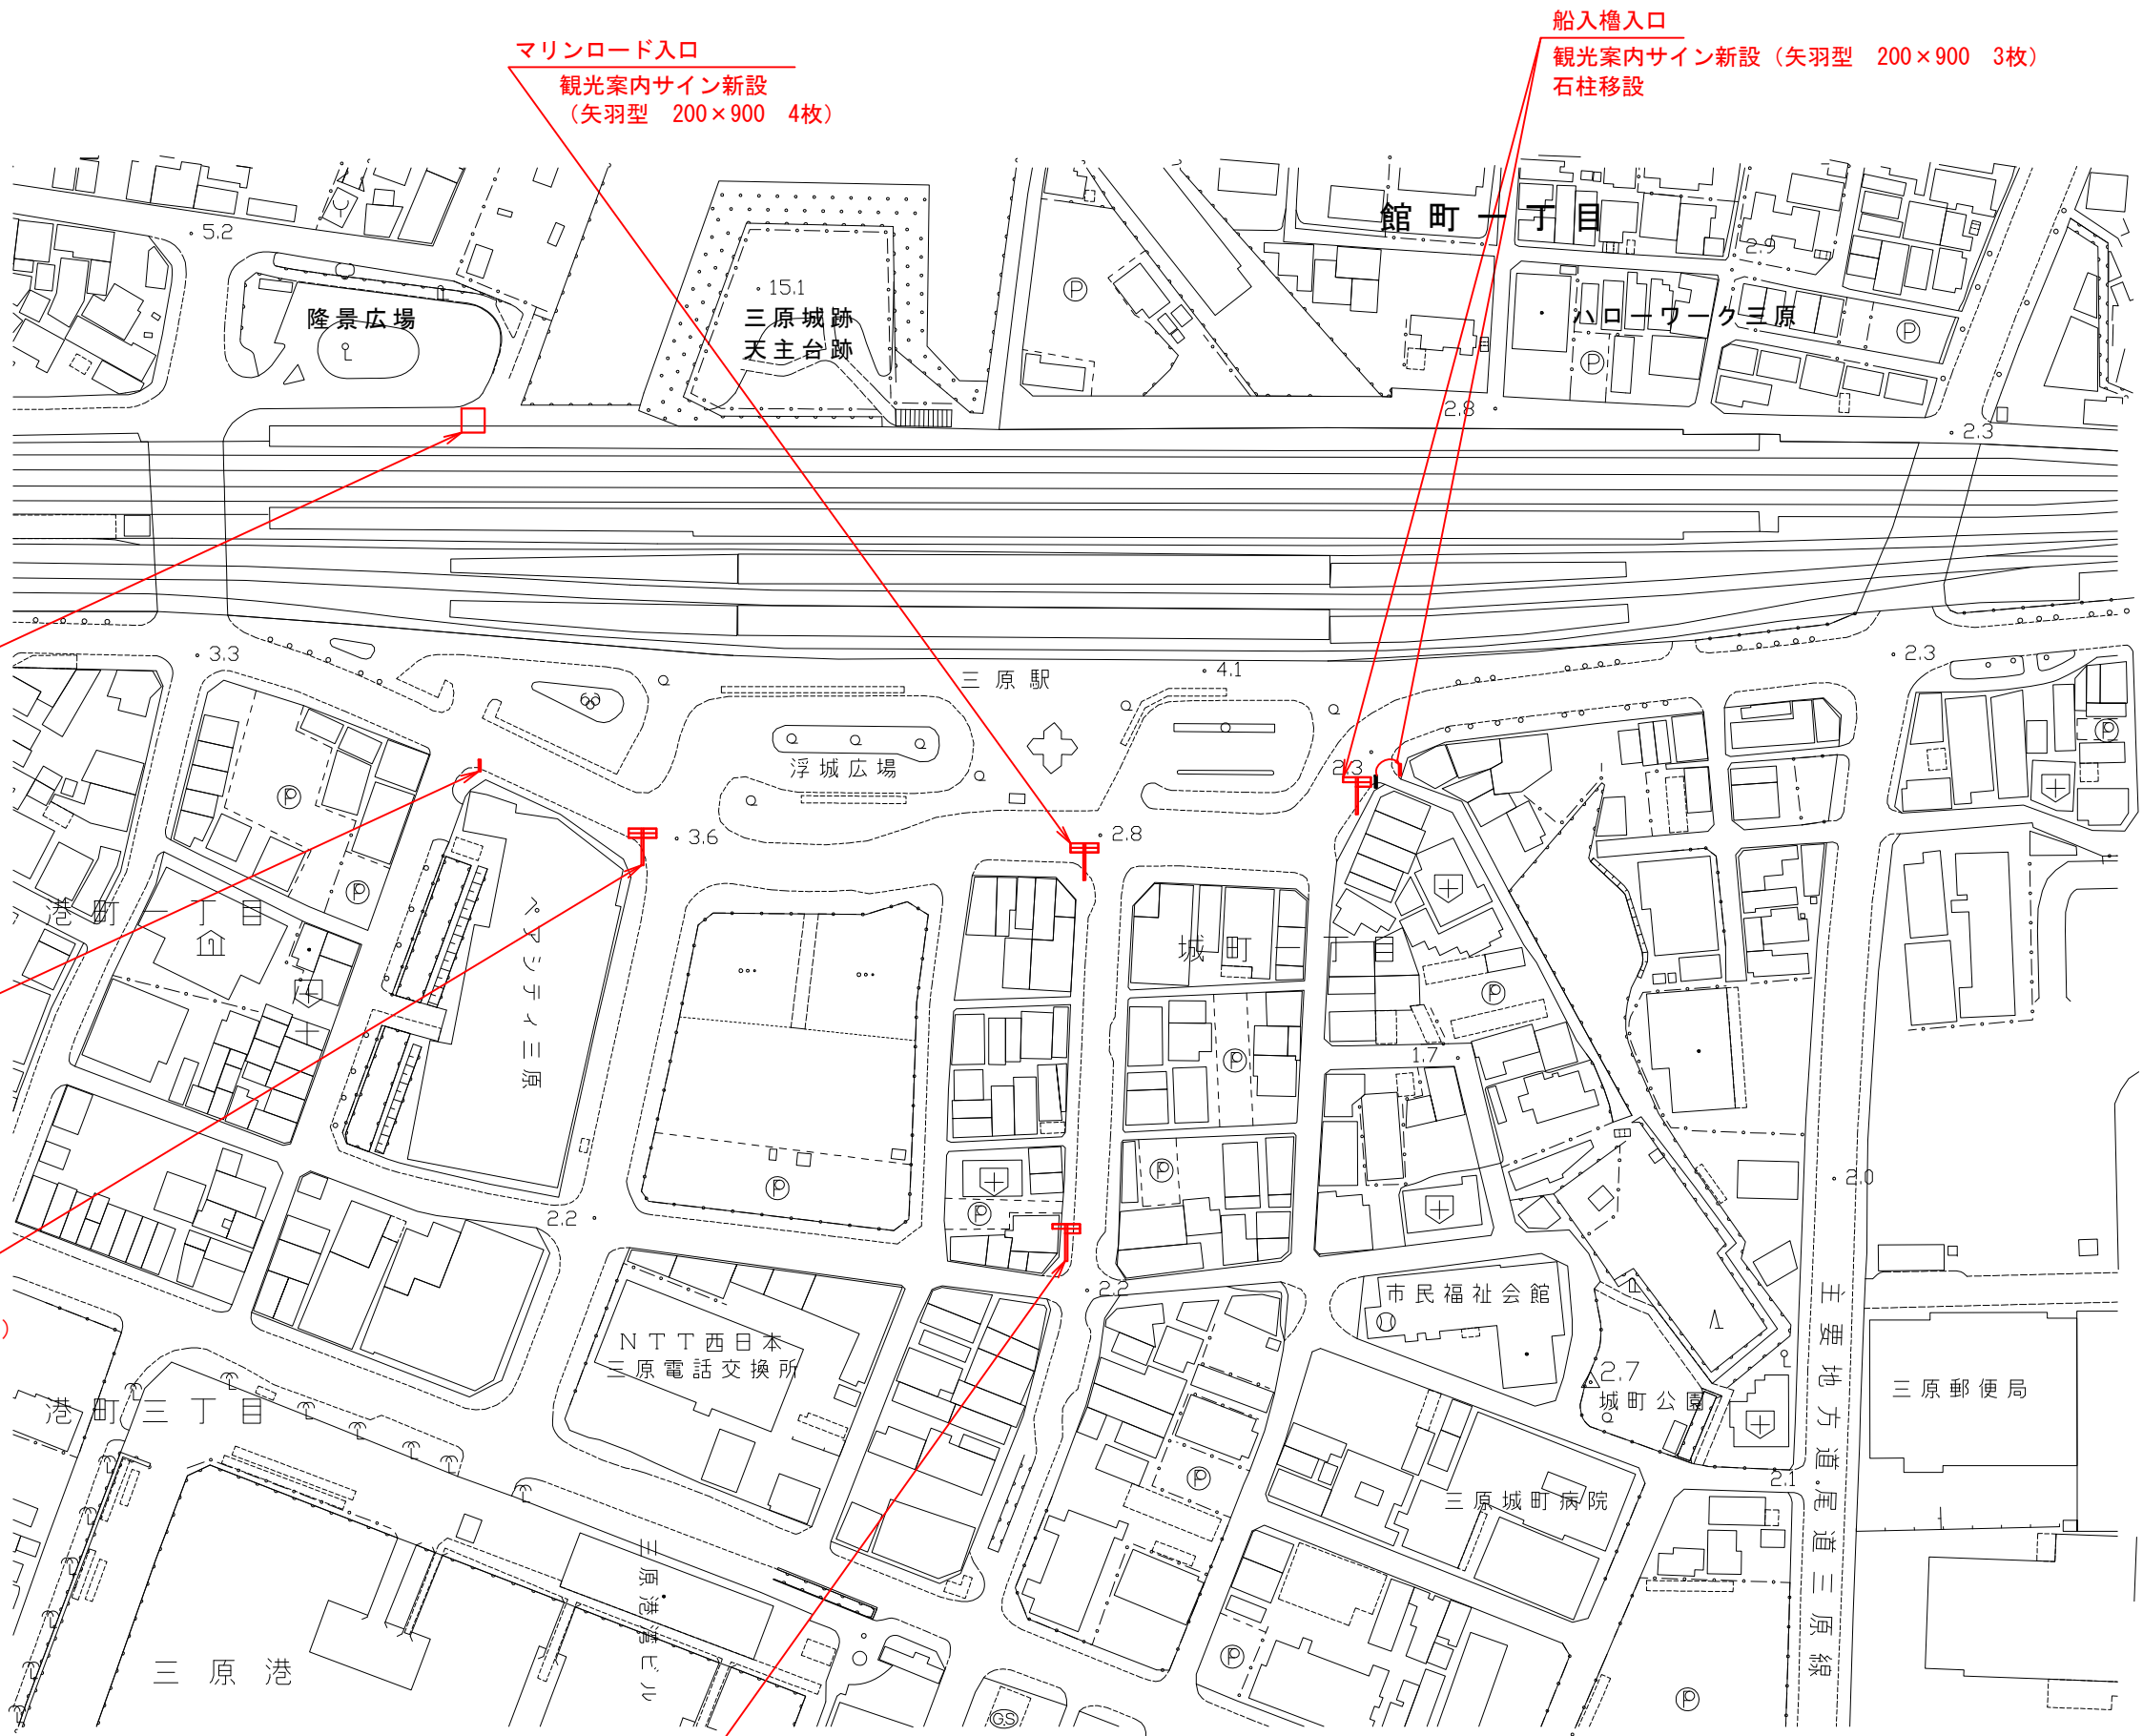 船入櫓入口
観光案内サイン新設（矢羽型　200×900　3枚）
石柱移設
マリンロード入口
観光案内サイン新設
（矢羽型　200×900　4枚）
館町一丁目
5.2
2.9
15.1
隆景広場
三原城跡
天主台跡
P
ハローワーク三原
P
P
2.8
2.3
3.3
三原駅
4.1
2.3
浮城広場
2.3
P
P
3.6
2.8
港町一丁目
P
ペアシティ三原
城町一丁目
P
P
1.7
P
P
P
2.0
2.2
2.2
市民福祉会館
）
NTT西日本
三原電話交換所
2.7
城町公園
主要地方道尾道三原線
三原郵便局
港町三丁目
P
2.1
三原城町病院
三原港湾ビル
三原港
P
P
GS